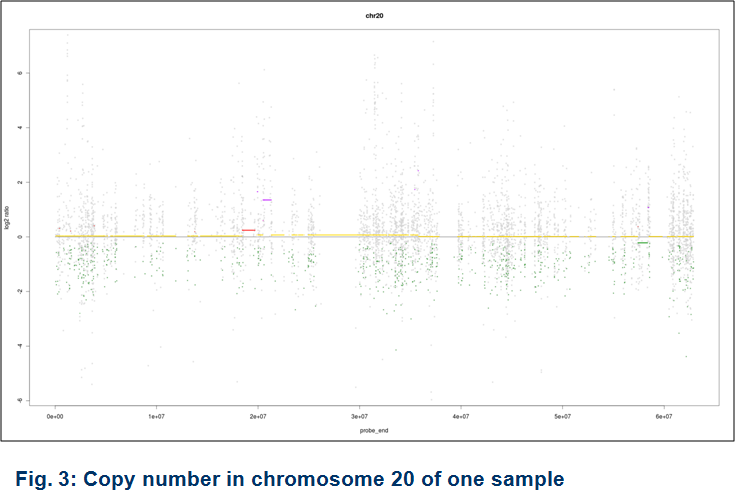 chr20
log2 ratio
6
4
2
0
-2
-4
-6
0e+00 1e+07 2e+07 3e+07 4e+07 5e+07 6e+07
probe_end
Fig. 3: Copy number in chromosome 20 of one sample